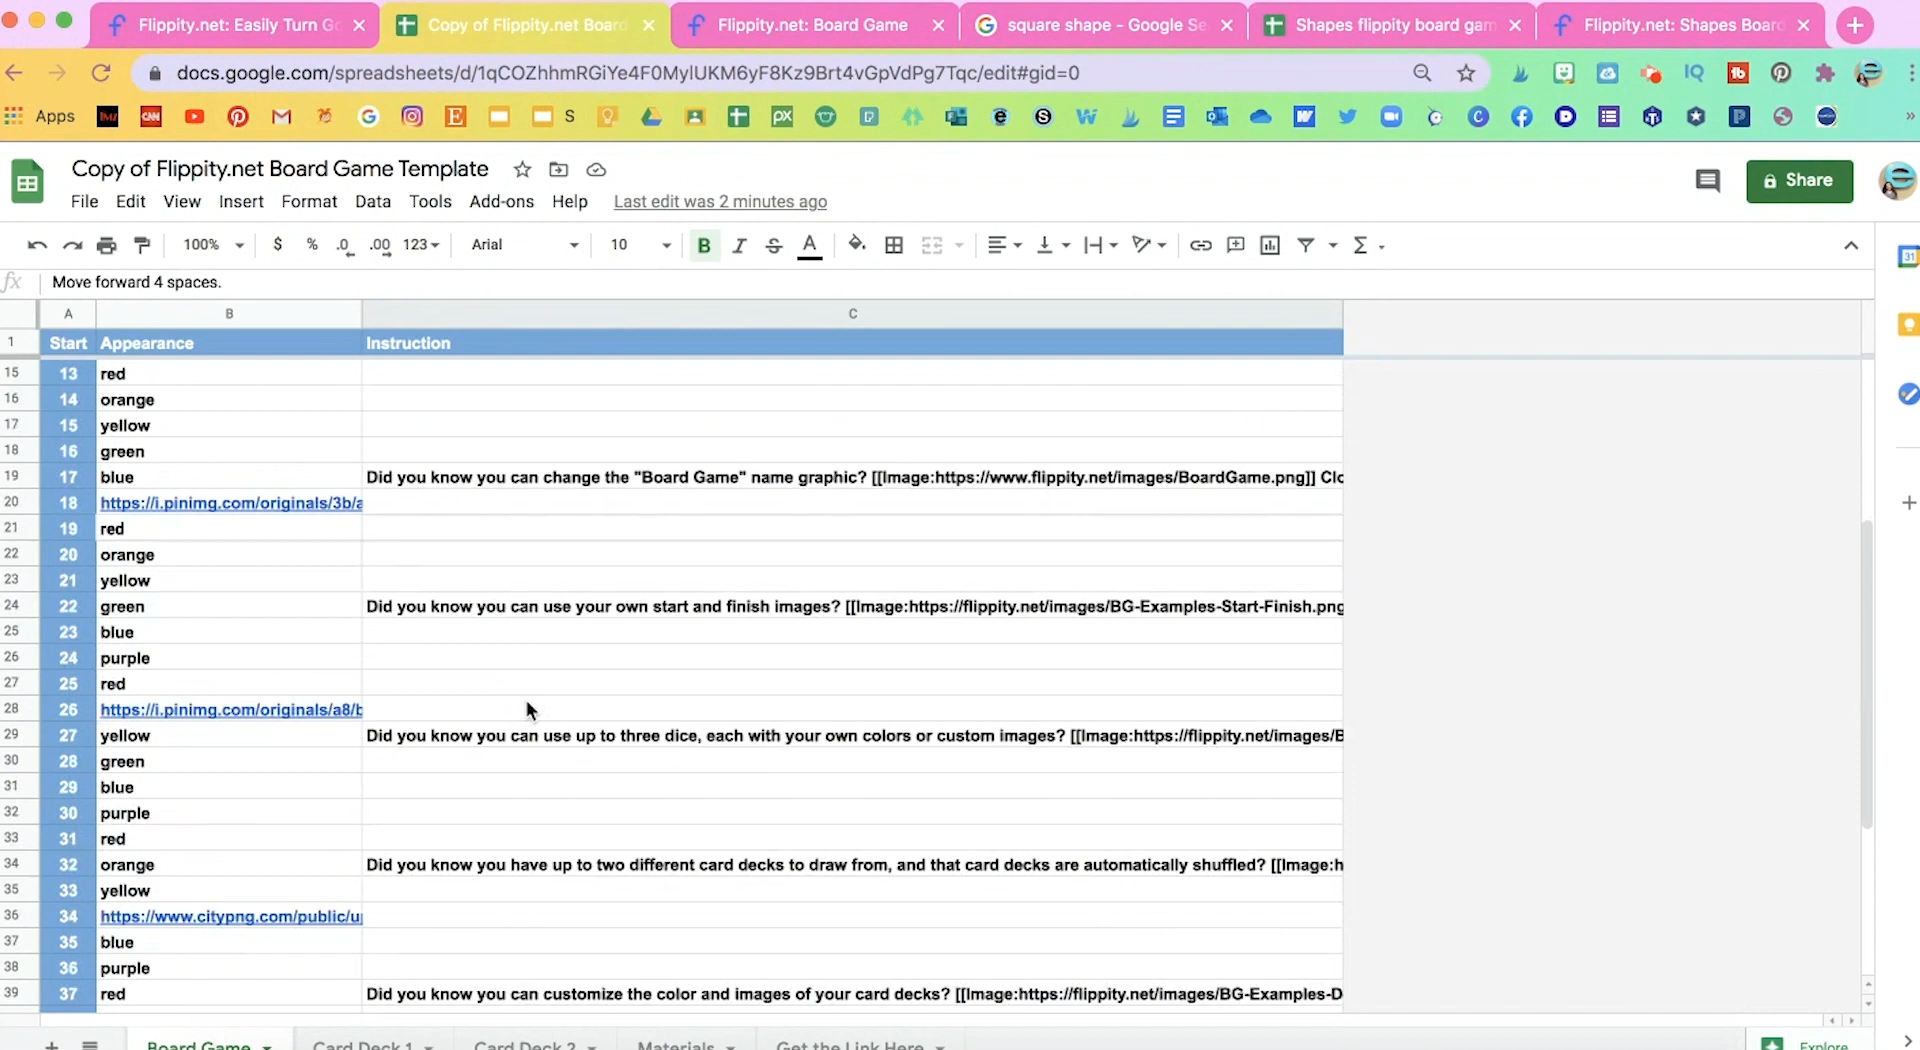 Flippity.net: Easily Turn Go
Copy of Flippity.net Board
Flippity.net: Board Game
square shape - Google Se
Shapes flippity board gam
Flippity.net: Shapes Board
docs.google.com/spreadsheets/d/1qCOZhhmRGiYe4F0MylUKM6yF8Kz9Brt4vGpVdPg7Tqc/edit#gid=0
Apps
S
Copy of Flippity.net Board Game Template
Share
File Edit View Insert Format Data Tools Add-ons Help Last edit was 2 minutes ago
100% $ % .0 .00 123 Arial 10 B I S A
31
fx Move forward 4 spaces.
A B C
1 Start Appearance Instruction
15 13 red
16 14 orange
17 15 yellow
18 16 green
19 17 blue Did you know you can change the "Board Game" name graphic? [[Image:https://www.flippity.net/images/BoardGame.png]] Clo
20 18 https://i.pinimg.com/originals/3b/a
21 19 red
22 20 orange
23 21 yellow
24 22 green Did you know you can use your own start and finish images? [[Image:https://flippity.net/images/BG-Examples-Start-Finish.png
25 23 blue
26 24 purple
27 25 red
28 26 https://i.pinimg.com/originals/a8/b
29 27 yellow Did you know you can use up to three dice, each with your own colors or custom images? [[Image:https://flippity.net/images/B
30 28 green
31 29 blue
32 30 purple
33 31 red
34 32 orange Did you know you have up to two different card decks to draw from, and that card decks are automatically shuffled? [[Image:h
35 33 yellow
36 34 https://www.citypng.com/public/u
37 35 blue
38 36 purple
39 37 red Did you know you can customize the color and images of your card decks? [[Image:https://flippity.net/images/BG-Examples-D
Board Game Card Deck 1 Card Deck 2 Materials Get the Link Here Explore